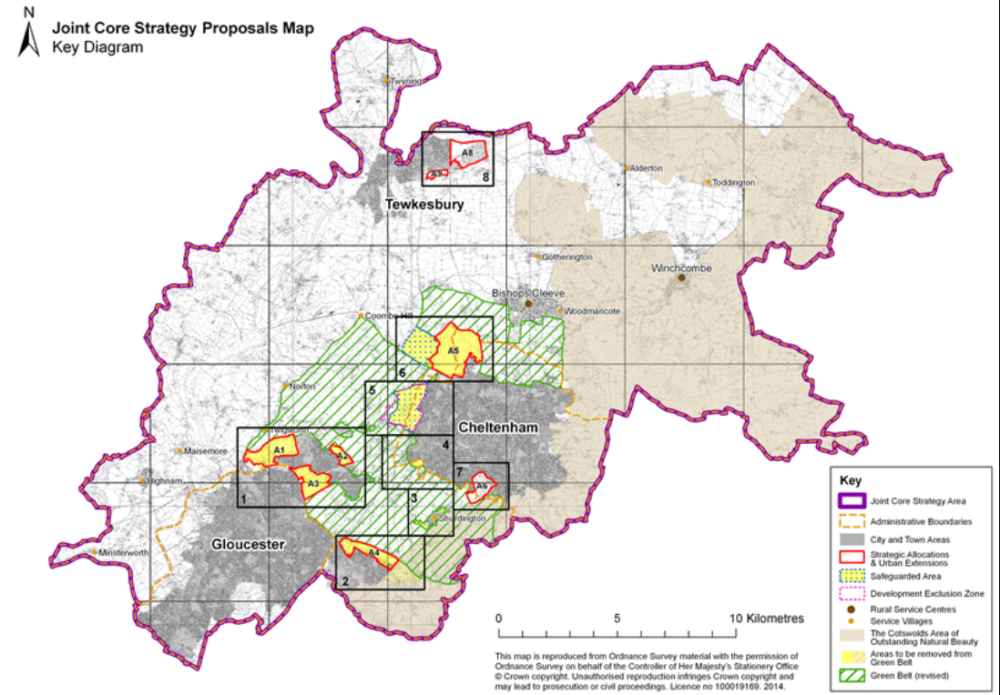 N
Joint Core Strategy Proposals Map
Key Diagram
Twyning
A8
A9
8
Tewkesbury
Alderton
Toddington
Gotherington
Winchcombe
Bishops Cleeve
Woodmancote
Coombe Hill
A5
6
5
Norton
Cheltenham
Twigworth
Maisemore
A1
A2
4
Highnam
A3
7
A6
1
3
Shurdington
Gloucester
Minsterworth
A4
2
Key
Joint Core Strategy Area
Administrative Boundaries
City and Town Areas
Strategic Allocations
& Urban Extensions
Safeguarded Area
Development Exclusion Zone
Rural Service Centres
Service Villages
The Cotswolds Area of
Outstanding Natural Beauty
Areas to be removed from
Green Belt
Green Belt (revised)
0 5 10 Kilometres
This map is reproduced from Ordnance Survey material with the permission of
Ordnance Survey on behalf of the Controller of Her Majesty's Stationery Office
© Crown copyright. Unauthorised reproduction infringes Crown copyright and
may lead to prosecution or civil proceedings. Licence no 100019169. 2014.